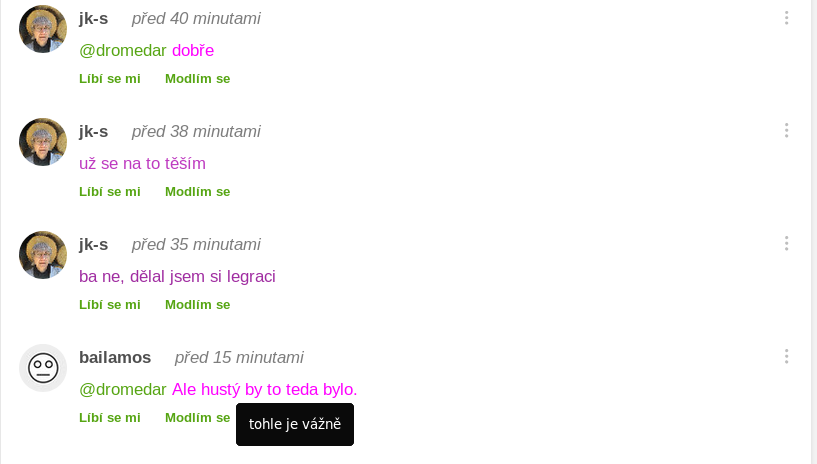 jk-s před 40 minutami
@dromedar dobře
Líbí se mi Modlím se
jk-s před 38 minutami
už se na to těším
Líbí se mi Modlím se
jk-s před 35 minutami
ba ne, dělal jsem si legraci
Líbí se mi Modlím se
bailamos před 15 minutami
@dromedar Ale hustý by to teda bylo.
Líbí se mi Modlím se
tohle je vážně